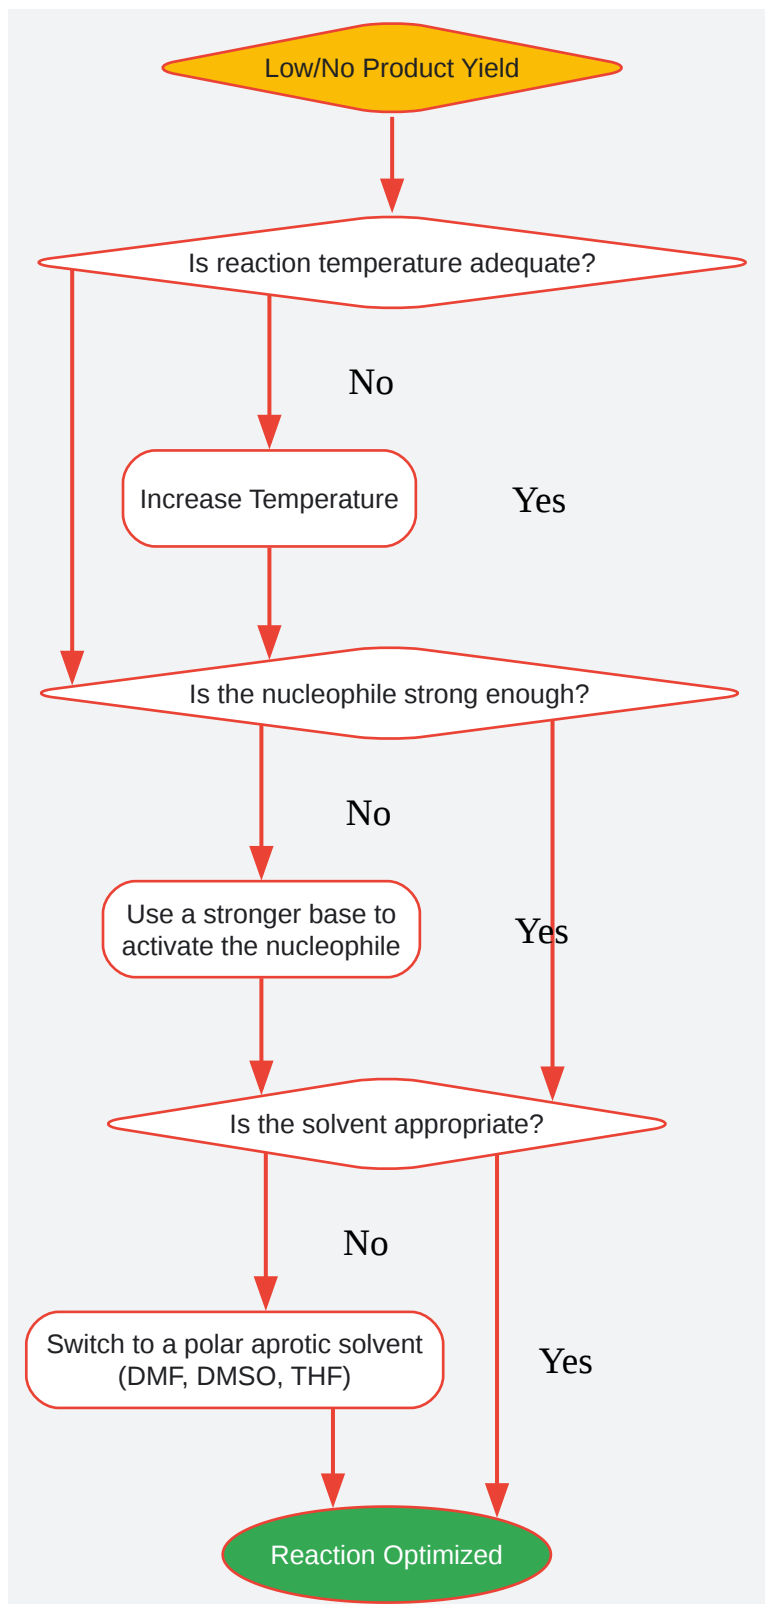 Low/No Product Yield
Is reaction temperature adequate?
No
Increase Temperature
Yes
Is the nucleophile strong enough?
No
Use a stronger base to
activate the nucleophile
Yes
Is the solvent appropriate?
No
Switch to a polar aprotic solvent
(DMF, DMSO, THF)
Yes
Reaction Optimized